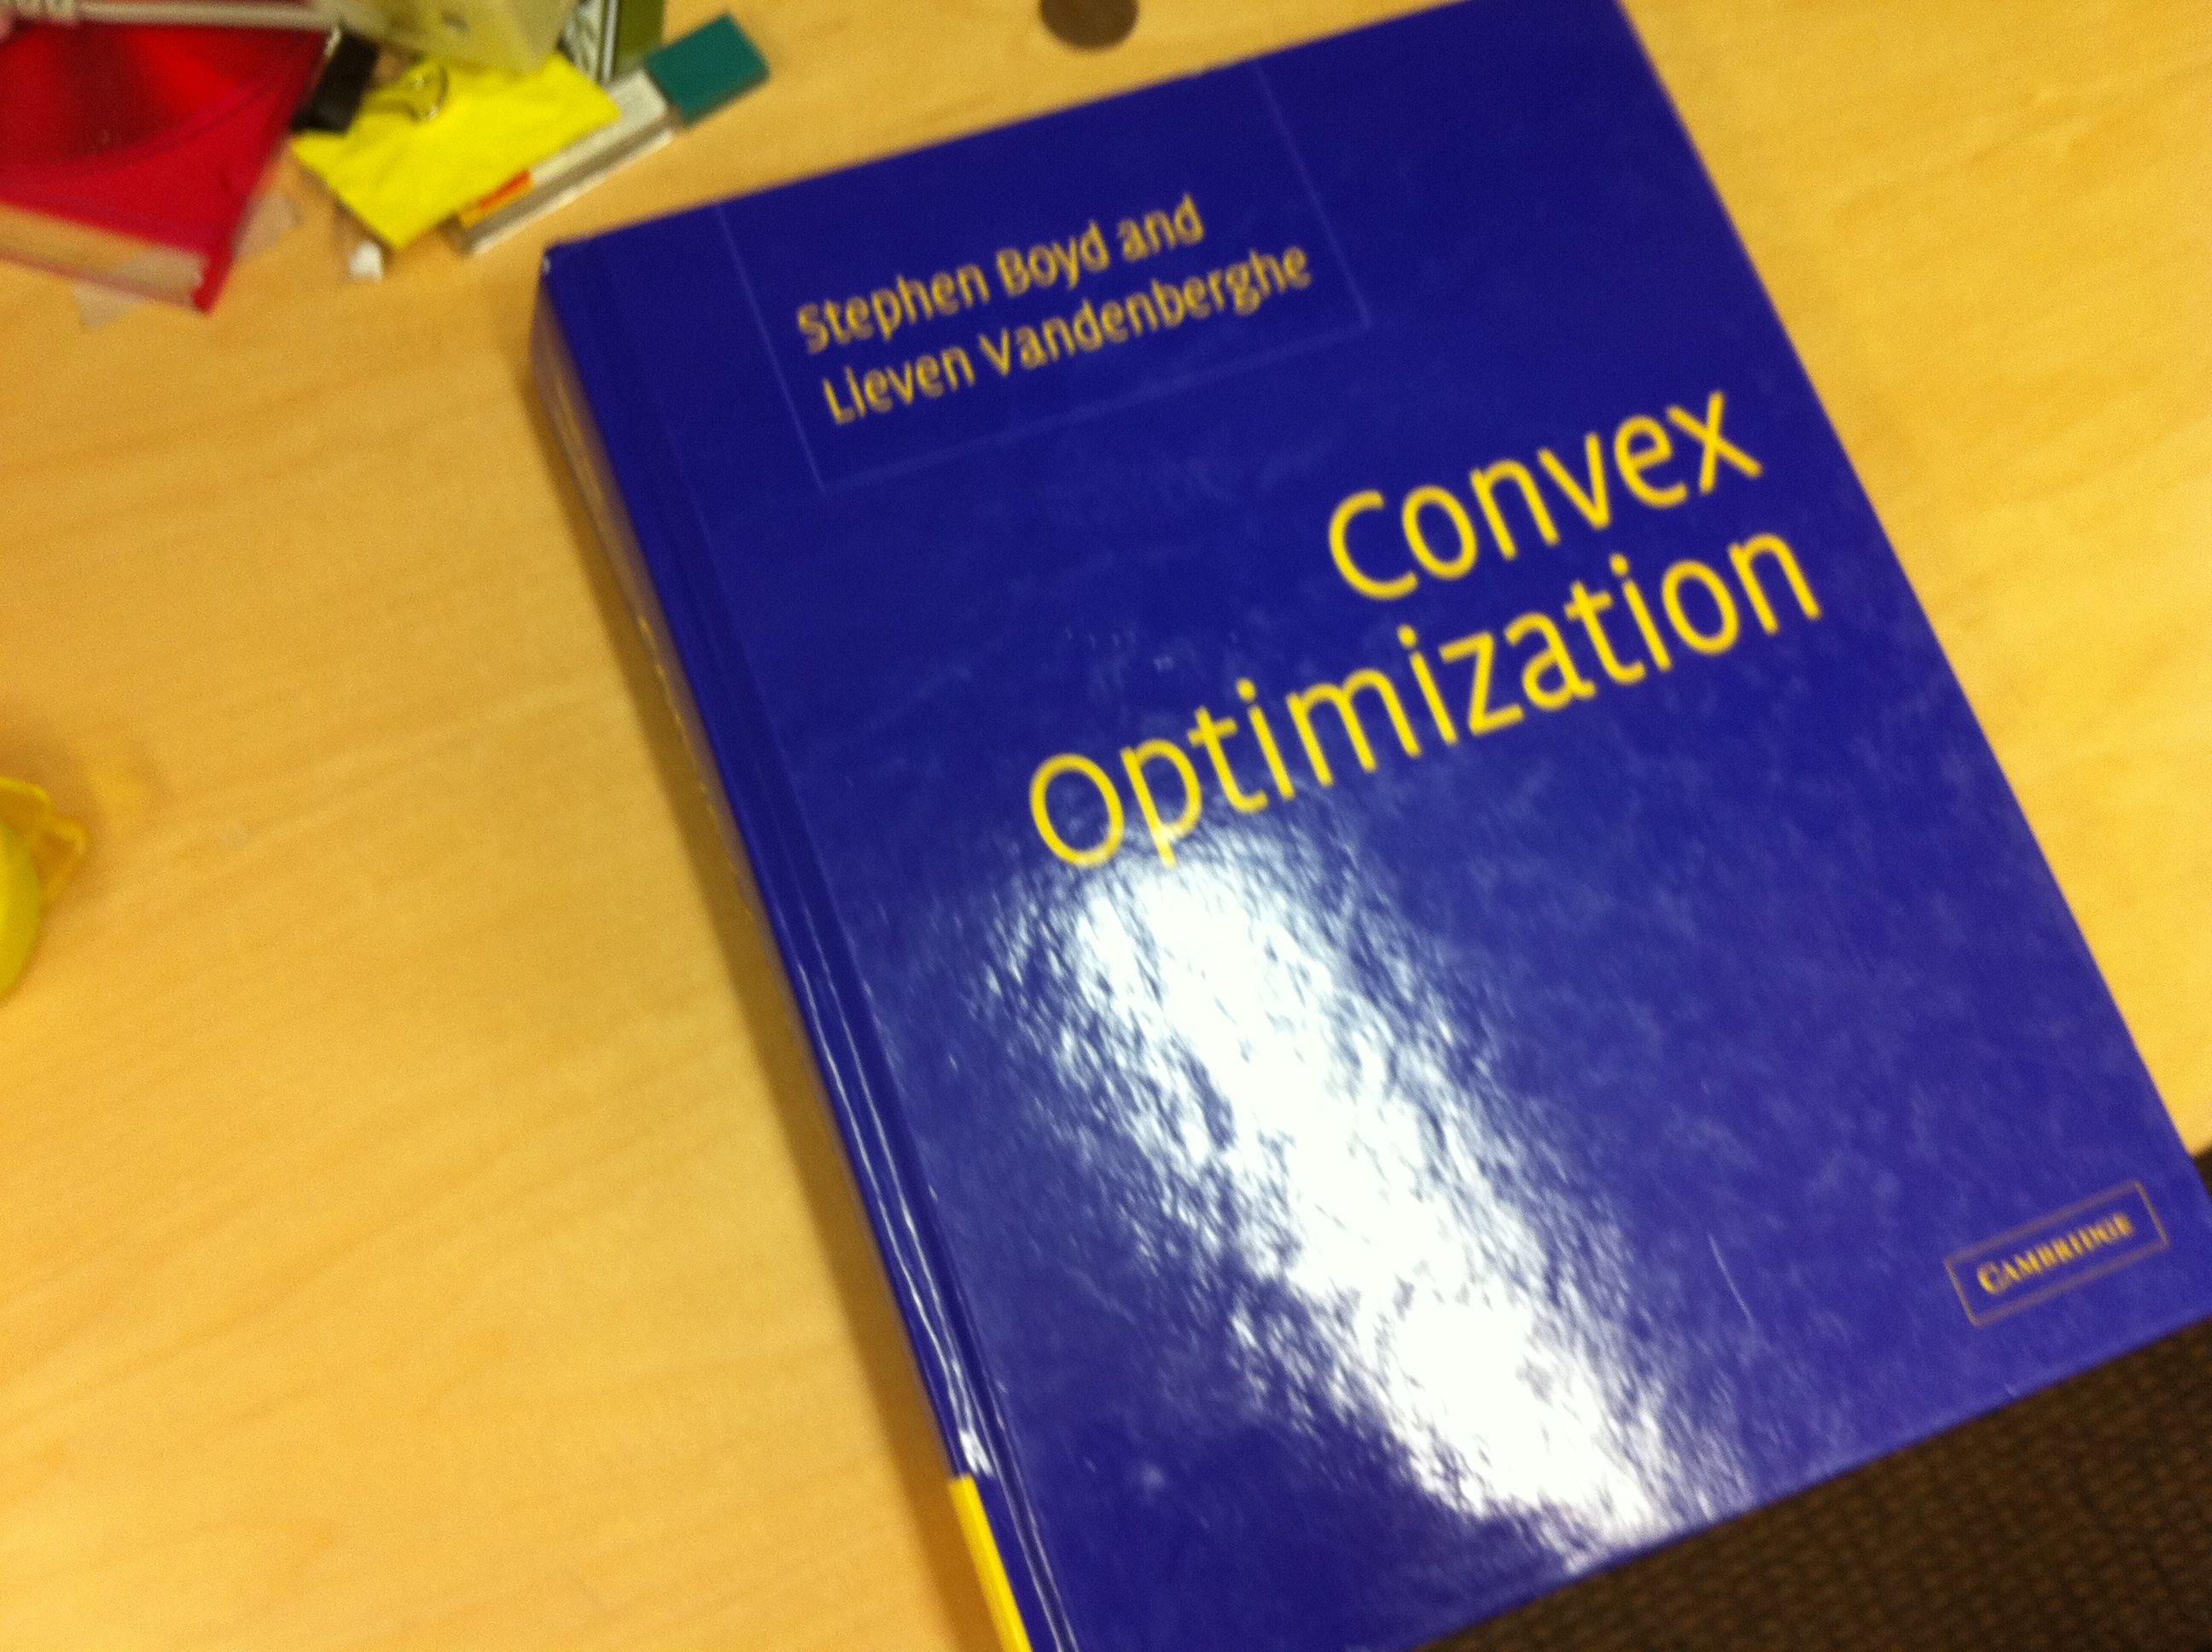 Stephen Boyd and
Lieven Vandenberghe
Convex
Optimization
CAMBRIDGE